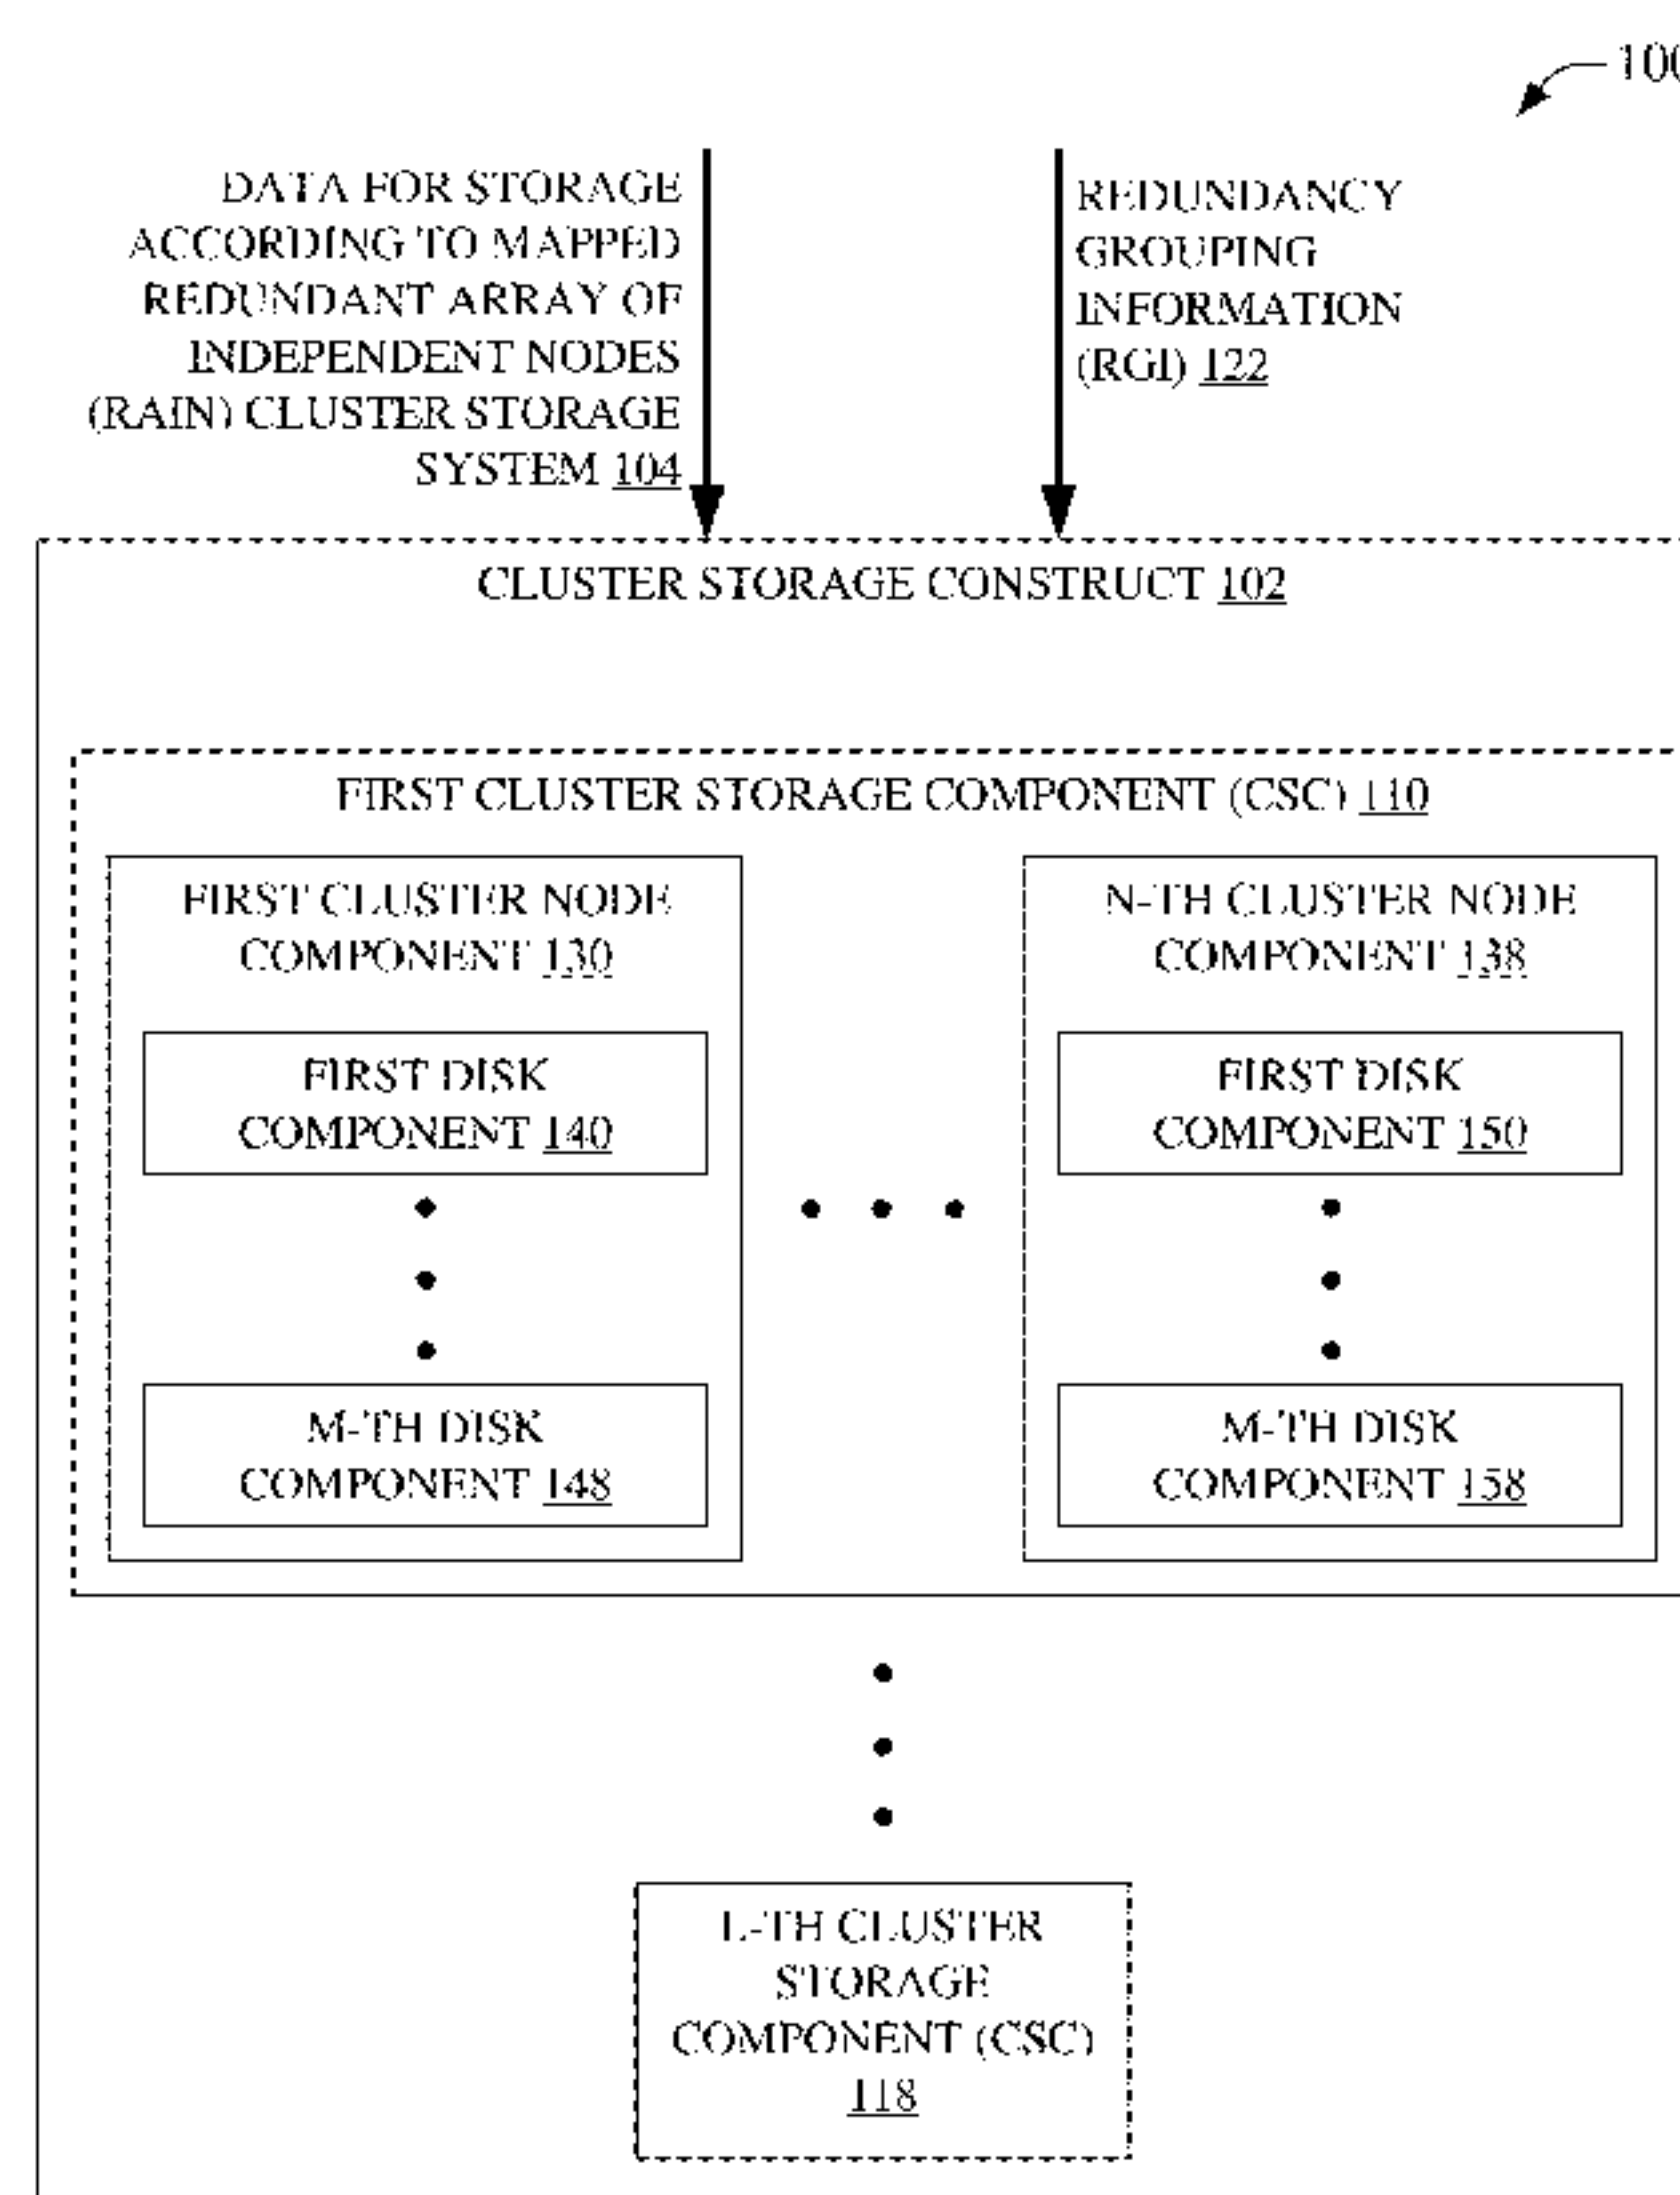 100
DATA FOR STORAGE
ACCORDING TO MAPPED
REDUNDANT ARRAY OF
INDEPENDENT NODES
(RAIN) CLUSTER STORAGE
SYSTEM 104
REDUNDANCY
GROUPING
INFORMATION
(RGI) 122
CLUSTER STORAGE CONSTRUCT 102
FIRST CLUSTER STORAGE COMPONENT (CSC) 110
FIRST CLUSTER NODE
COMPONENT 130
FIRST DISK
COMPONENT 140
M-TH DISK
COMPONENT 148
N-TH CLUSTER NODE
COMPONENT 138
FIRST DISK
COMPONENT 150
M-TH DISK
COMPONENT 158
L-TH CLUSTER
STORAGE
COMPONENT (CSC)
118